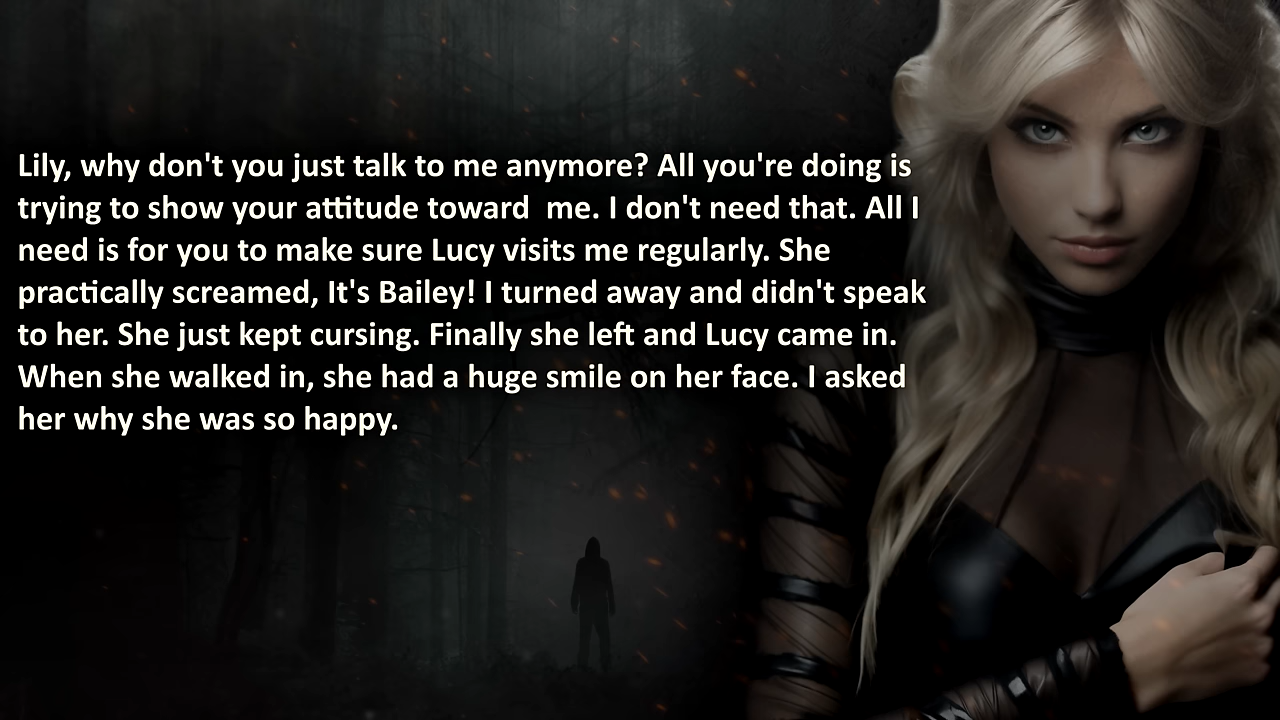 Lily, why don't you just talk to me anymore? All you're doing is
trying to show your attitude toward  me. I don't need that. All I
need is for you to make sure Lucy visits me regularly. She
practically screamed, It's Bailey! I turned away and didn't speak
to her. She just kept cursing. Finally she left and Lucy came in.
When she walked in, she had a huge smile on her face. I asked
her why she was so happy.